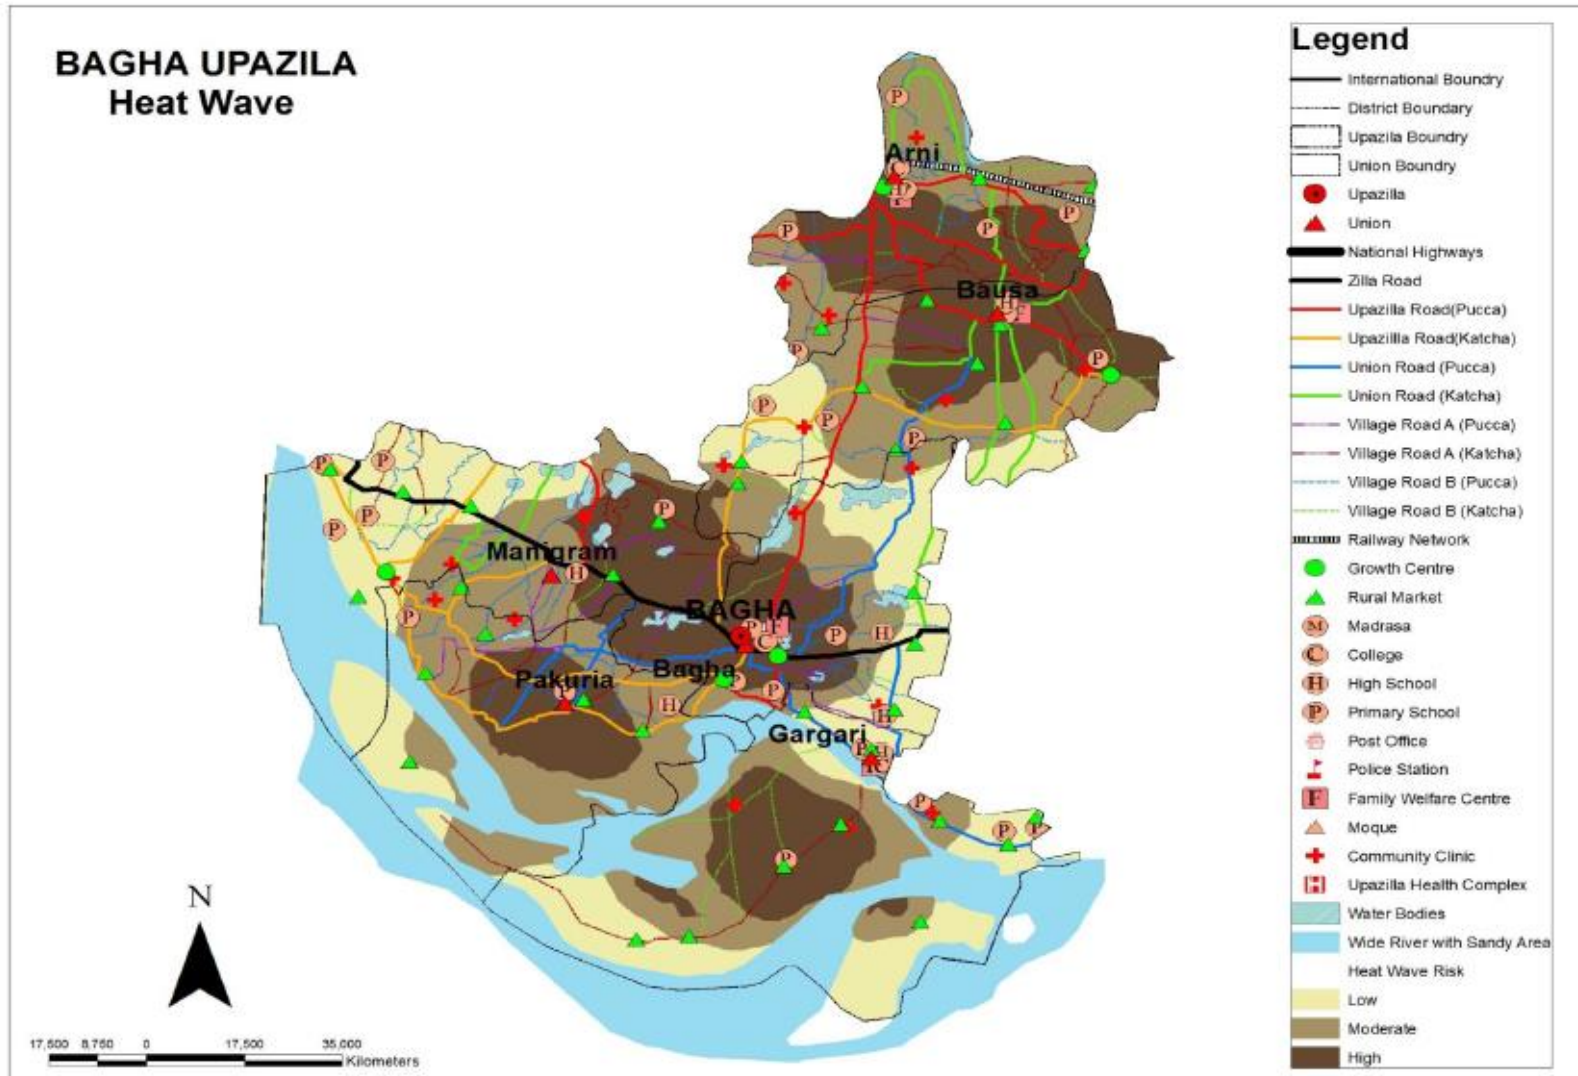 BAGHA UPAZILA
Heat Wave
Legend
International Boundry
District Boundary
Upazila Boundry
Union Boundry
Upazilla
Union
National Highways
Zilla Road
Upazilla Road(Pucca)
Upazillla Road(Katcha)
Union Road (Pucca)
Union Road (Katcha)
Village Road A (Pucca)
Village Road A (Katcha)
Village Road B (Pucca)
Village Road B (Katcha)
Railway Network
Growth Centre
Rural Market
M Madrasa
C College
H High School
P Primary School
Post Office
Police Station
F Family Welfare Centre
Moque
Community Clinic
H Upazilla Health Complex
Water Bodies
Wide River with Sandy Area
Heat Wave Risk
Low
Moderate
High
Arni
Bausa
Manigram
BAGHA
Bagha
Pakuria
Gargari
N
17,500 8,750 0 17,500 35,000
Kilometers